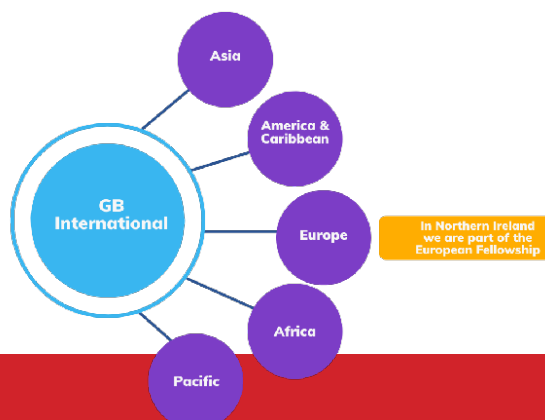 Asia
America &
Caribbean
GB
International
Europe
In Northern Ireland
we are part of the
European Fellowship
Africa
Pacific